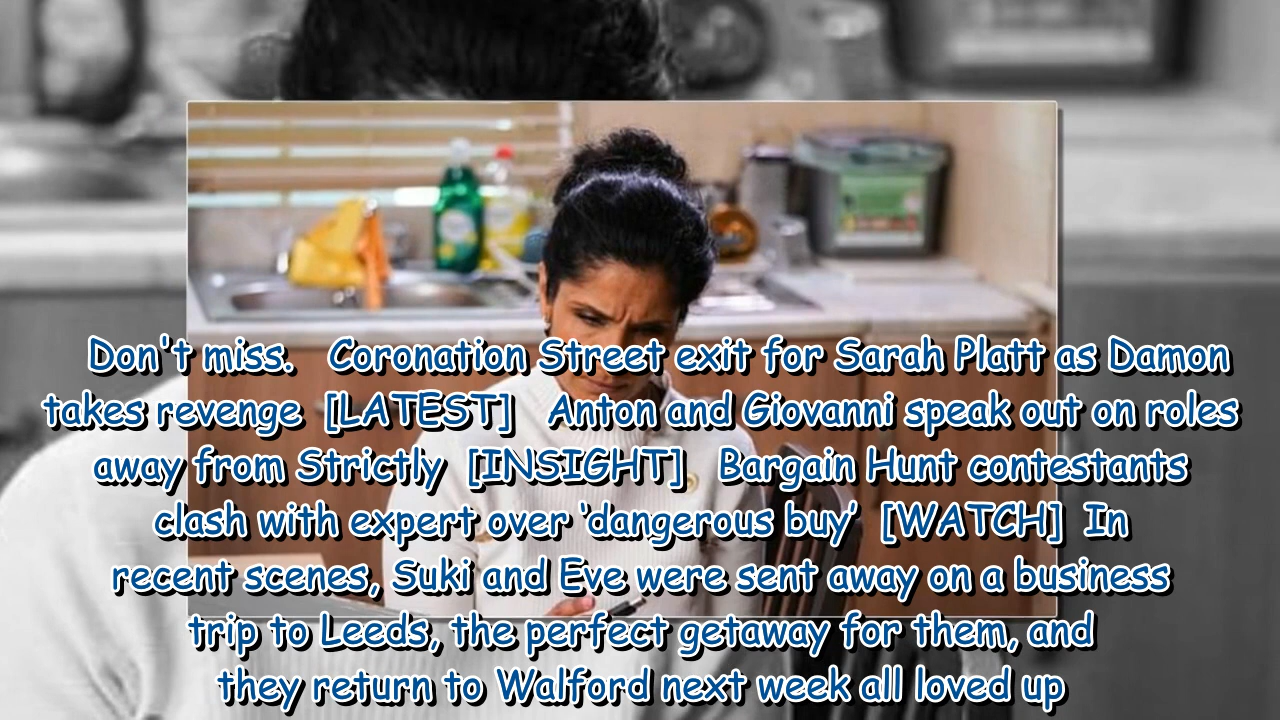 Don't miss. Coronation Street exit for Sarah Platt as Damon
takes revenge [LATEST] Anton and Giovanni speak out on roles
away from Strictly [INSIGHT] Bargain Hunt contestants
clash with expert over ‘dangerous buy’ [WATCH] In
recent scenes, Suki and Eve were sent away on a business
trip to Leeds, the perfect getaway for them, and
they return to Walford next week all loved up